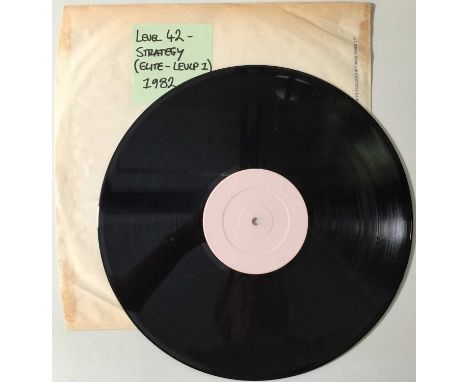 LEVEL 42 -
STRATEGY
(ELITE - LEVLP 1)
1982